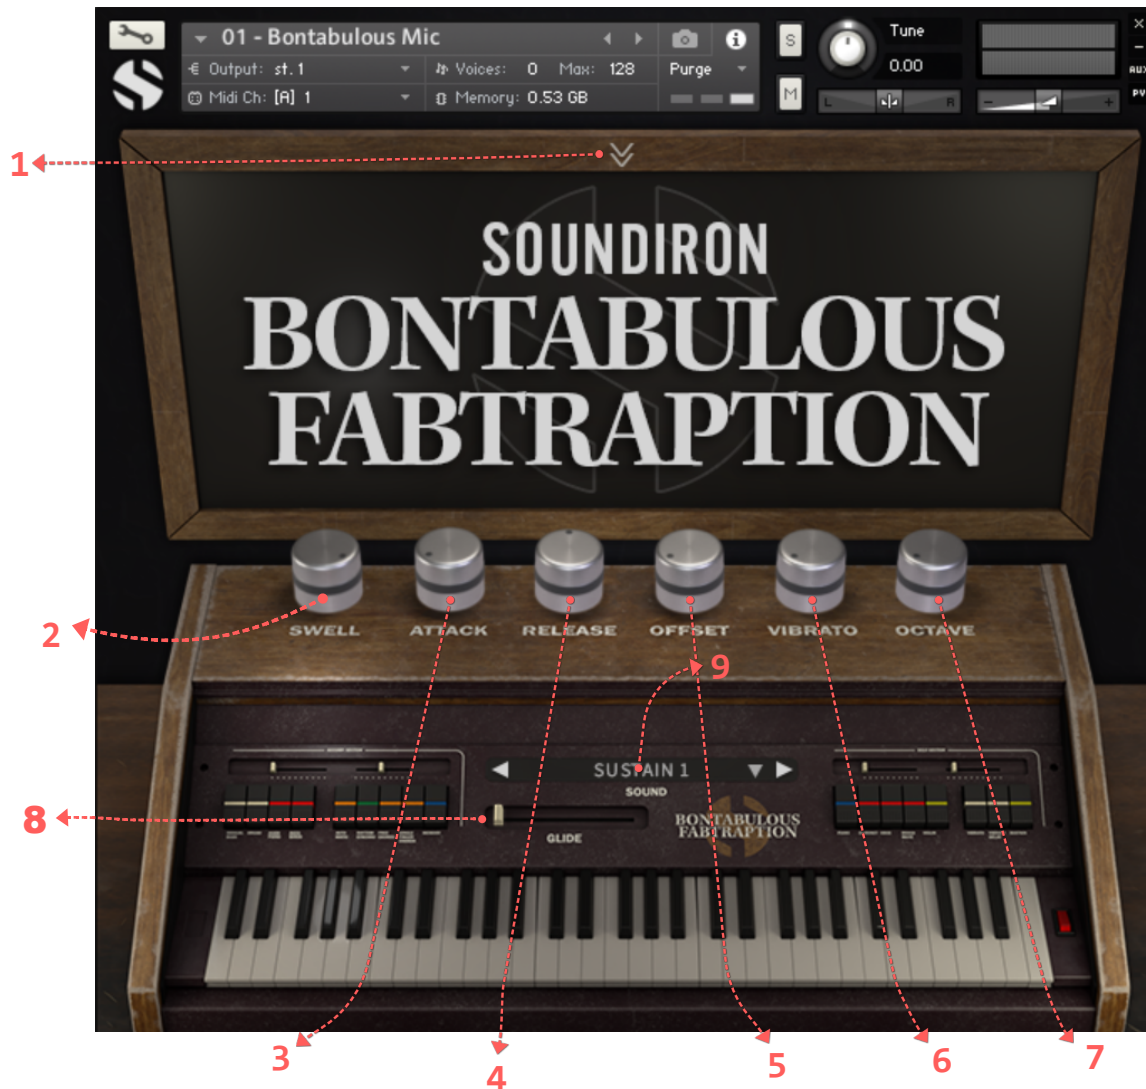 01 - Bontabulous Mic
S
Tune
0.00
Output: st.1
Voices: 0 Max: 128
Purge
AUX
PV
Midi Ch: [A] 1
Memory: 0.53 GB
M
L
R
1
SOUNDIRON
BONTABULOUS
FABTRAPTION
SWELL
ATTACK
RELEASE
OFFSET
VIBRATO
OCTAVE
2
9
SUSTAIN 1
SOUND
8
GLIDE
BONTABULOUS
FABTRAPTION
3
4
5
6
7